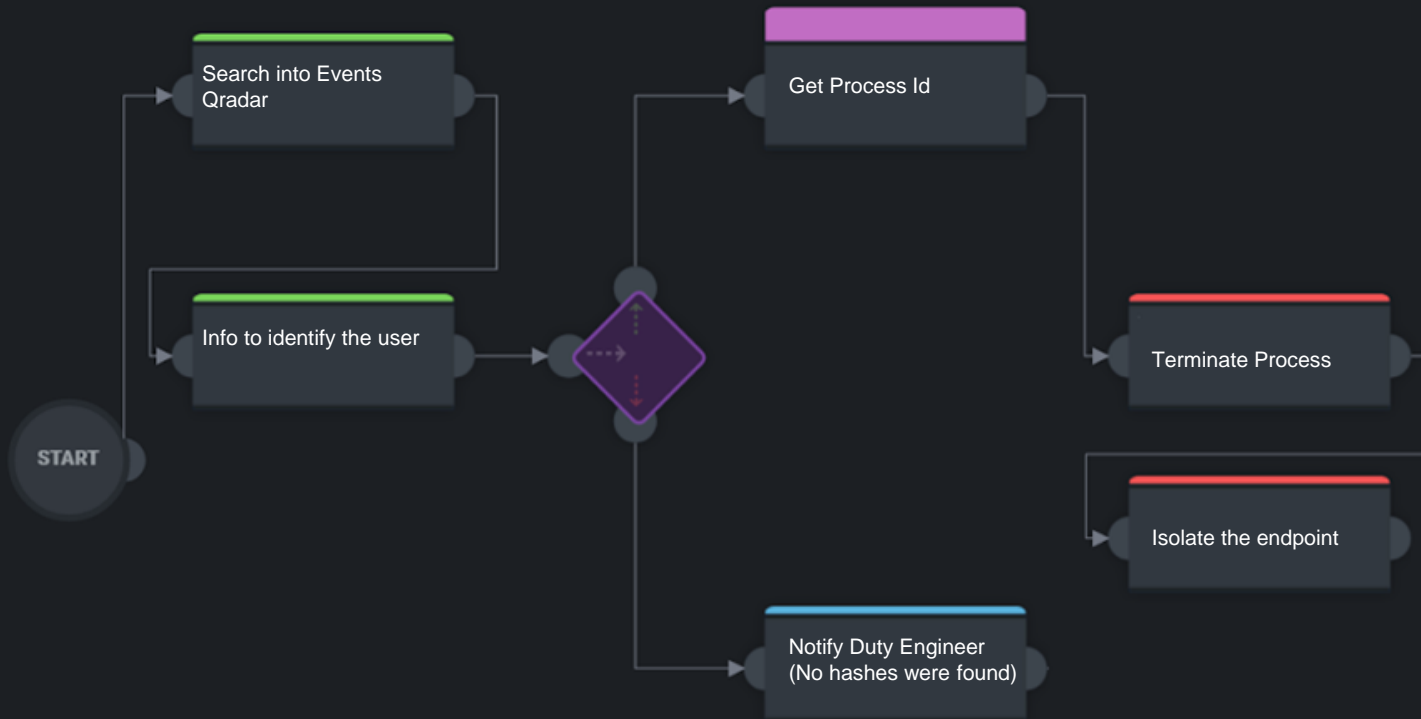 START
Search into Events
Qradar
Info to identify the user
Get Process Id
Terminate Process
Isolate the endpoint
Notify Duty Engineer
(No hashes were found)